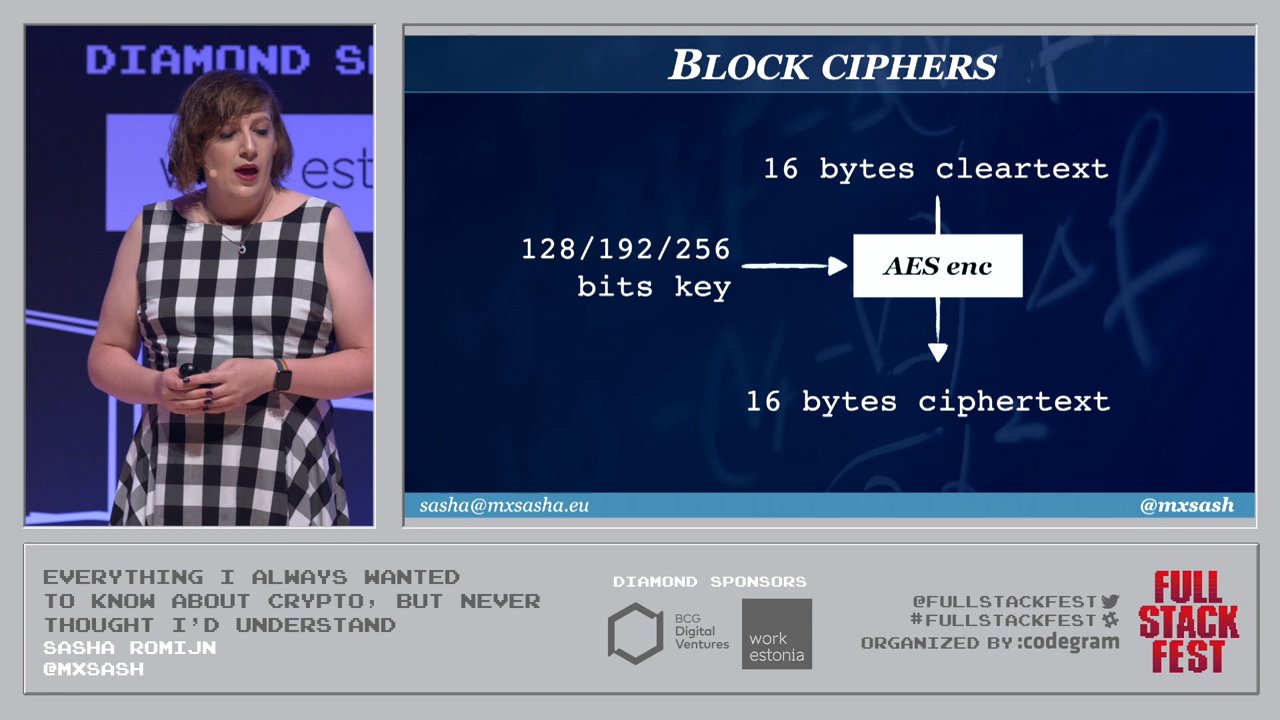 DIAMOND
est
BLOCK CIPHERS
16 bytes cleartext
128/192/256
bits key
AES enc
16 bytes ciphertext
sasha@mxsasha.eu
@mxsash
EVERYTHING I ALWAYS WANTED
TO KNOW ABOUT CRYPTO, BUT NEVER
THOUGHT I'D UNDERSTAND
SASHA ROMIJN
@MXSASH
DIAMOND SPONSORS
BCG
Digital
Ventures
work
estonia
@FULLSTACKFEST
#FULLSTACKFEST
ORGANIZED BY :codegram
FULL
STACK
FEST